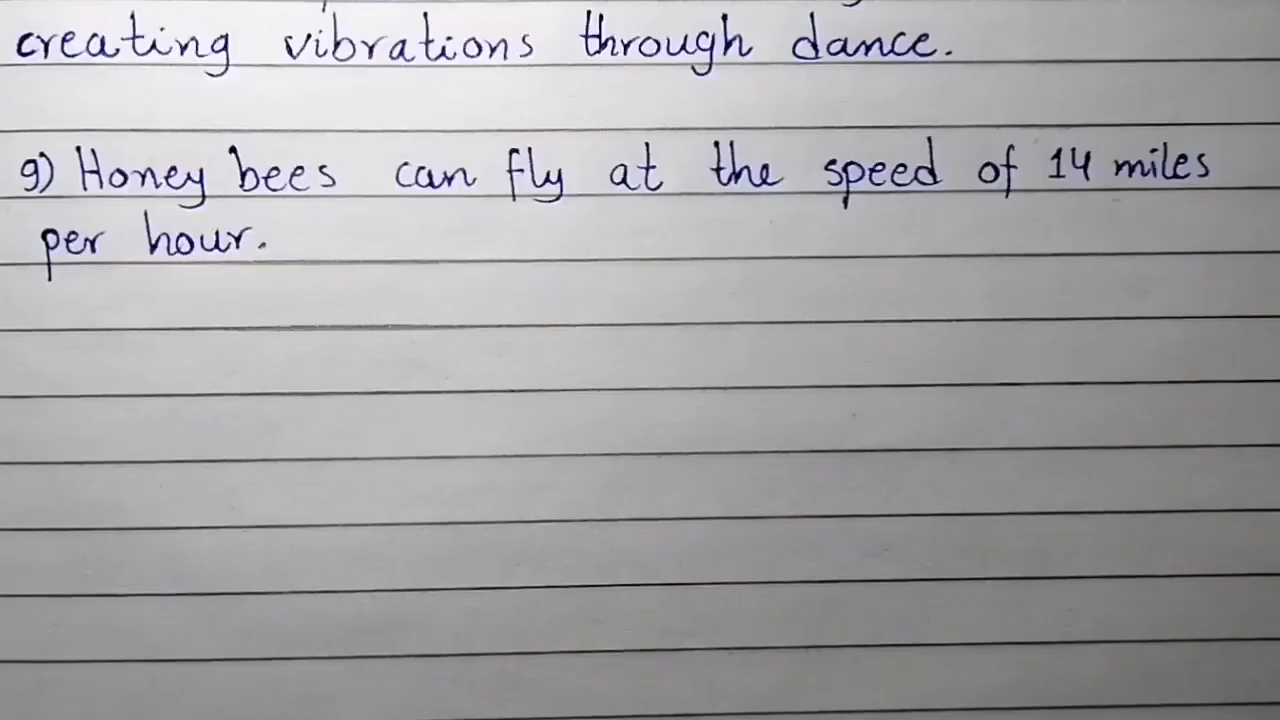 creating vibrations through dance.
9) Honey bees can fly at the speed of 14 miles
per hour.